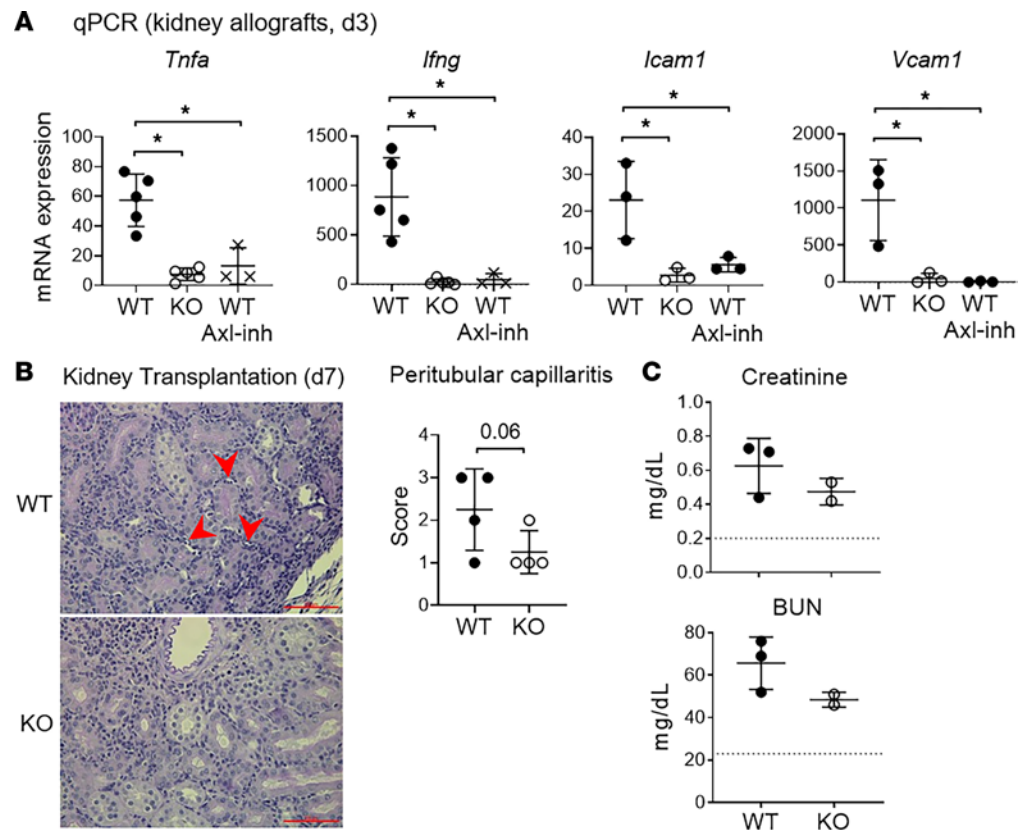 A qPCR (kidney allografts, d3)
Tnfa
Ifng
Icam1
Vcam1
mRNA expression
* *
100
80
60
40
20
0
WT KO WT
Axl-inh
* *
1500
1000
500
0
WT KO WT
Axl-inh
* *
40
30
20
10
0
WT KO WT
Axl-inh
* *
2000
1500
1000
500
0
WT KO WT
Axl-inh
B Kidney Transplantation (d7)
WT
KO
Peritubular capillaritis
0.06
Score
4
3
2
1
0
WT KO
C Creatinine
mg/dL
1.0
0.8
0.6
0.4
0.2
0.0
BUN
mg/dL
80
60
40
20
0
WT KO